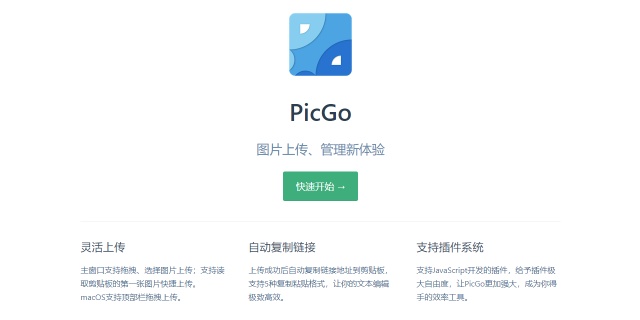 PicGo
图片上传、管理新体验
快速开始 →
灵活上传
主窗口支持拖拽、选择图片上传；支持读
取剪贴板的第一张图片快捷上传。
macOS支持顶部栏拖拽上传。
自动复制链接
上传成功后自动复制链接地址到剪贴板，
支持5种复制粘贴格式，让你的文本编辑
极致高效。
支持插件系统
支持JavaScript开发的插件，给予插件极
大自由度，让PicGo更加强大，成为你得
手的效率工具。